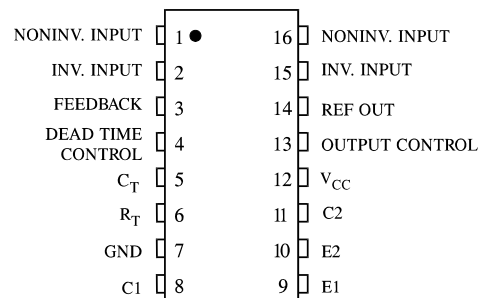 NONINV. INPUT 1 16 NONINV. INPUT
INV. INPUT 2 15 INV. INPUT
FEEDBACK 3 14 REF OUT
DEAD TIME
CONTROL 4 13 OUTPUT CONTROL
CT 5 12 VCC
RT 6 11 C2
GND 7 10 E2
C1 8 9 E1